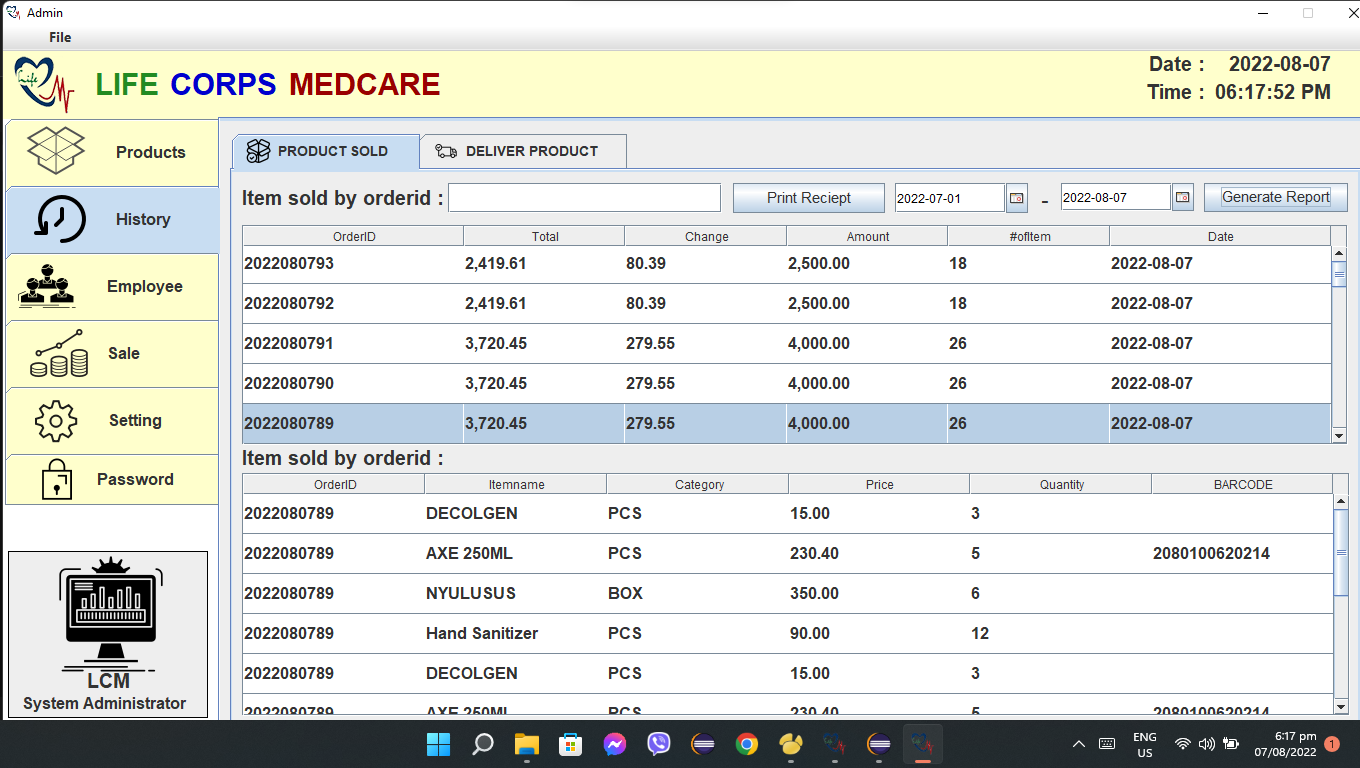 Admin
File
Life
LIFE CORPS MEDCARE
Date : 2022-08-07
Time : 06:17:52 PM
Products
History
Employee
Sale
Setting
Password
LCM
System Administrator
PRODUCT SOLD
DELIVER PRODUCT
Item sold by orderid :
Print Reciept
2022-07-01
-
2022-08-07
Generate Report
OrderID Total Change Amount #ofItem Date
2022080793 2,419.61 80.39 2,500.00 18 2022-08-07
2022080792 2,419.61 80.39 2,500.00 18 2022-08-07
2022080791 3,720.45 279.55 4,000.00 26 2022-08-07
2022080790 3,720.45 279.55 4,000.00 26 2022-08-07
2022080789 3,720.45 279.55 4,000.00 26 2022-08-07
Item sold by orderid :
OrderID Itemname Category Price Quantity BARCODE
2022080789 DECOLGEN PCS 15.00 3
2022080789 AXE 250ML PCS 230.40 5 2080100620214
2022080789 NYULUSUS BOX 350.00 6
2022080789 Hand Sanitizer PCS 90.00 12
2022080789 DECOLGEN PCS 15.00 3
2022080789 AXE 250ML PCS 230.40 5 2080100620214
ENG
US
6:17 pm
07/08/2022
1